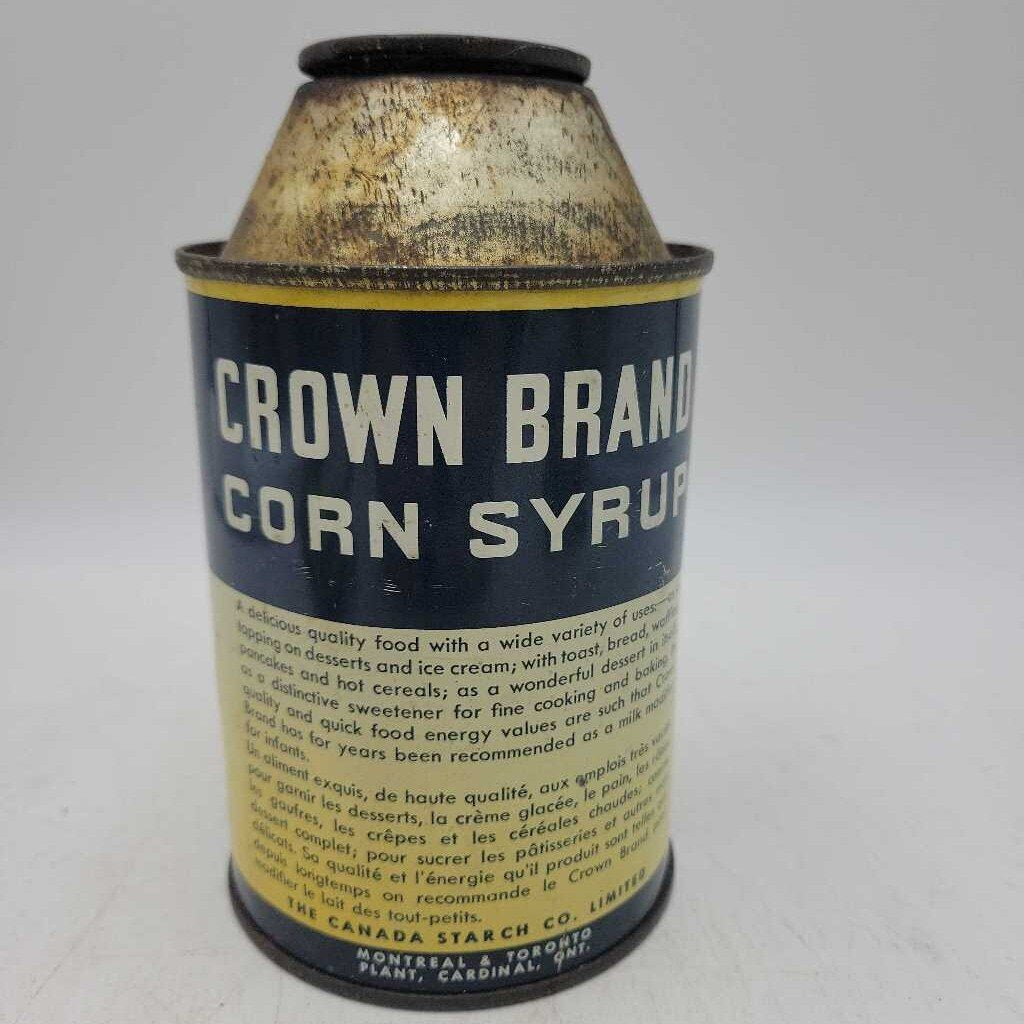 CROWN BRAND
CORN SYRUP
A delicious quality food with a wide variety of uses:—
topping on desserts and ice cream; with toast, bread,
pancakes and hot cereals; as a wonderful dessert in
as a distinctive sweetener for fine cooking and baking.
quality and quick food energy values are such that
Brand has for years been recommended as a milk
for infants.
Un aliment exquis, de haute qualité, aux emplois très
pour garnir les desserts, la crème glacée, le pain, les
les gaufres, les crêpes et les céréales chaudes;
dessert complet; pour sucrer les pâtisseries et autres
délicats. Sa qualité et l'énergie qu'il produit sont telles
depuis longtemps on recommande le Crown Brand
modifier le lait des tout-petits.
THE CANADA STARCH CO. LIMITED
MONTREAL & TORONTO
PLANT, CARDINAL, ONT.